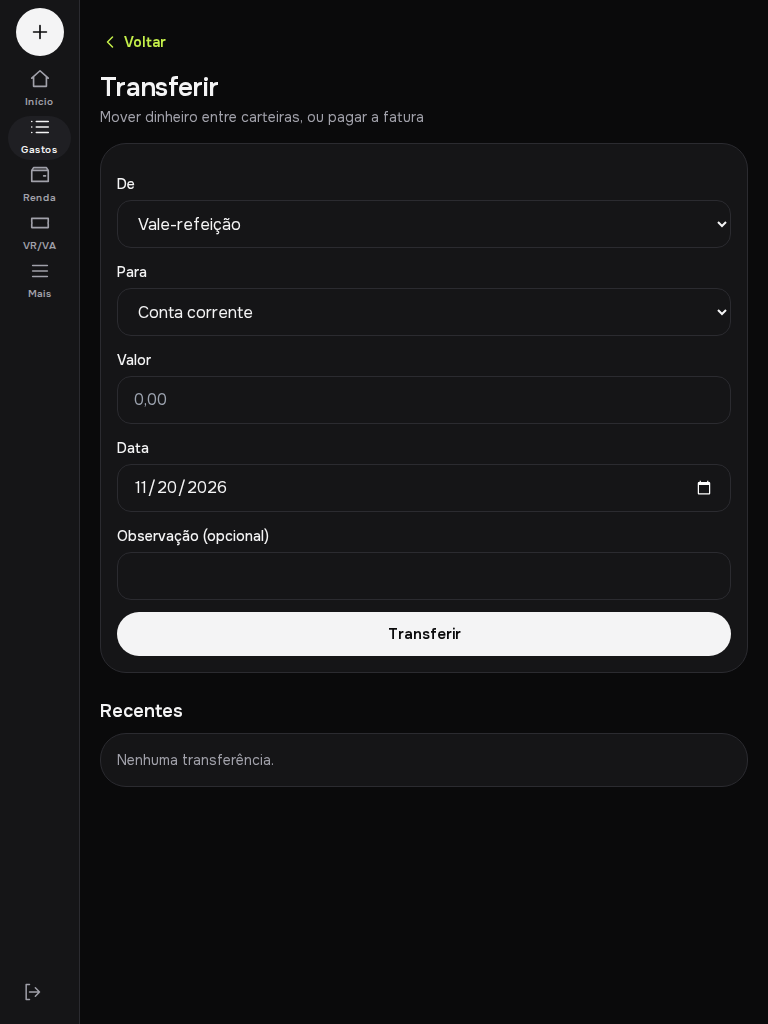 Início
Gastos
Renda
VR/VA
Mais
Voltar
Transferir
Mover dinheiro entre carteiras, ou pagar a fatura
De
Vale-refeição
Para
Conta corrente
Valor
0,00
Data
11/20/2026
Observação (opcional)
Transferir
Recentes
Nenhuma transferência.